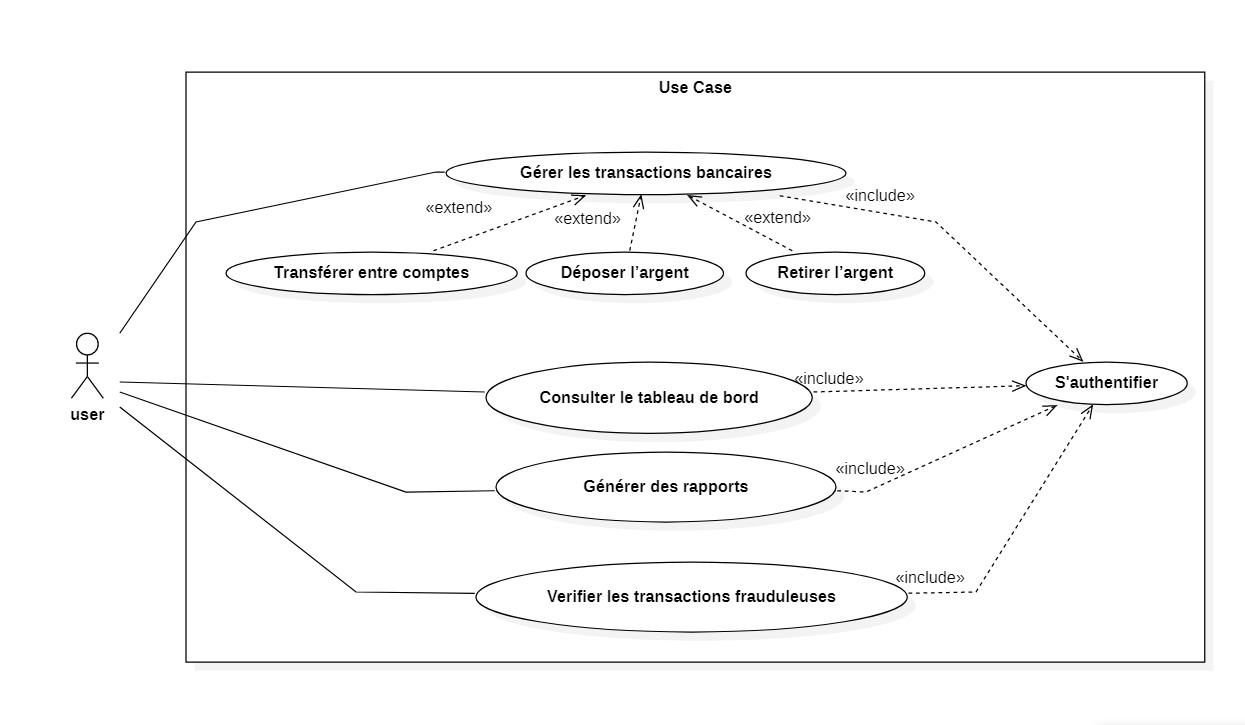 Use Case
Gérer les transactions bancaires
«include»
«extend»
«extend»
«extend»
Transférer entre comptes
Déposer l’argent
Retirer l’argent
«include»
S'authentifier
Consulter le tableau de bord
user
«include»
Générer des rapports
«include»
Verifier les transactions frauduleuses